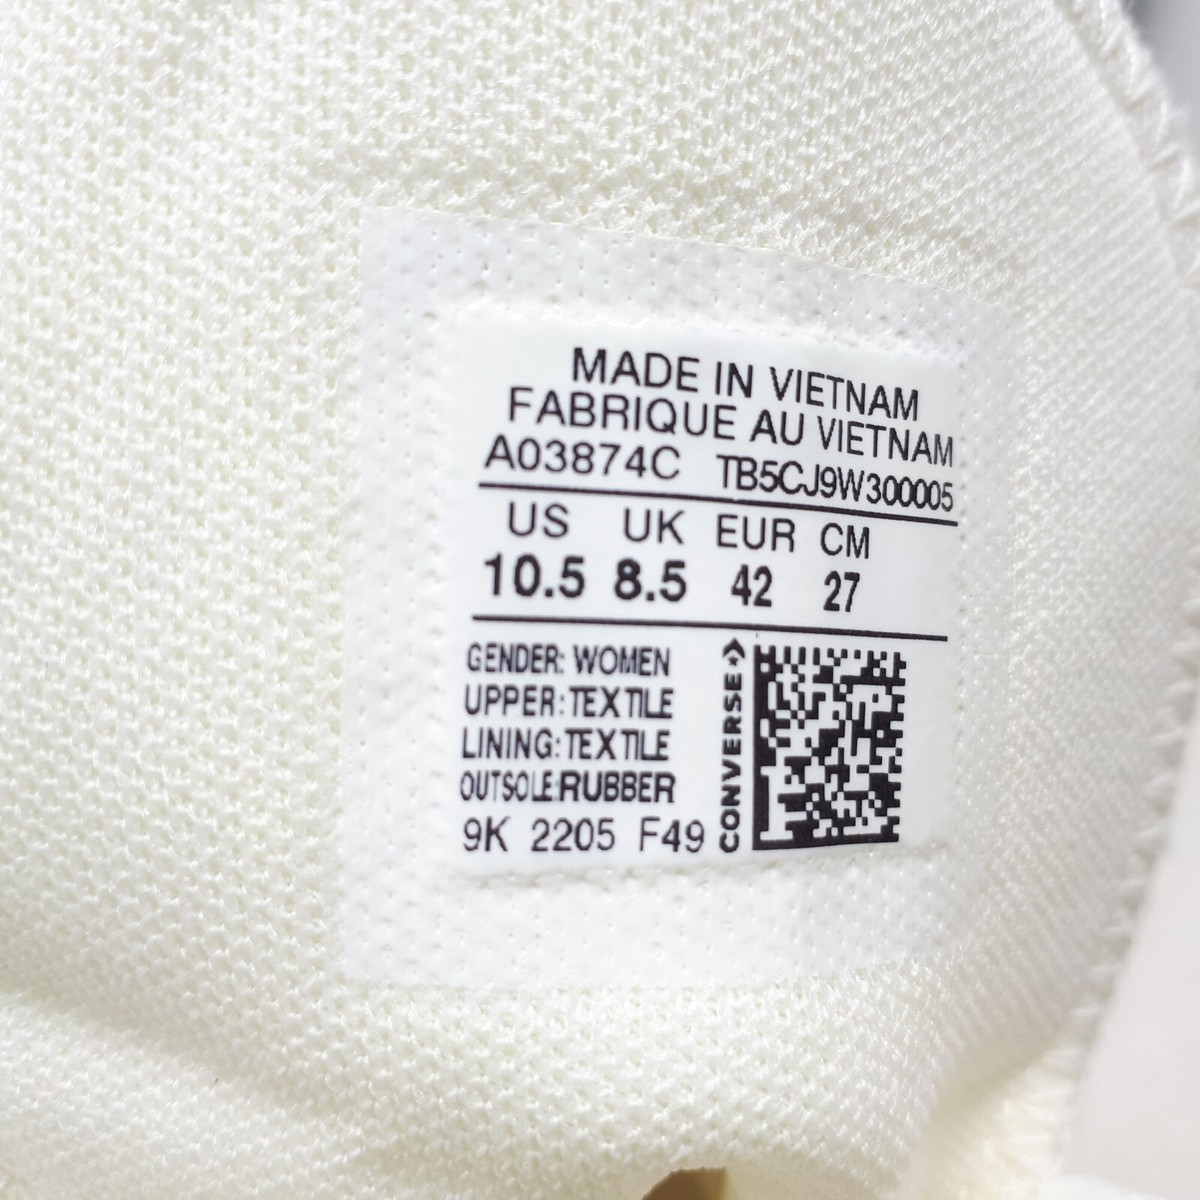 MADE IN VIETNAM
FABRIQUE AU VIETNAM
A03874C TB5CJ9W300005
US UK EUR CM
10.5 8.5 42 27
GENDER: WOMEN
UPPER: TEXTILE
LINING: TEXTILE
OUTSOLE:RUBBER
9K 2205 F49
CONVERSE